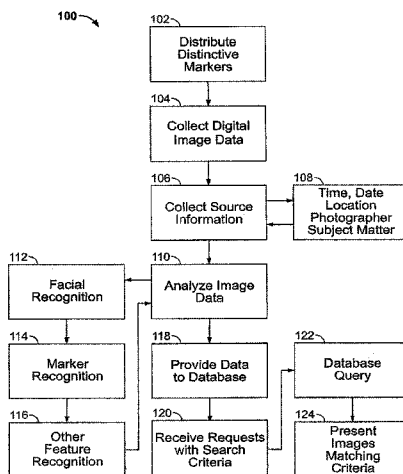 100
102
Distribute
Distinctive
Markers
104
Collect Digital
Image Data
106
Collect Source
Information
108
Time, Date
Location
Photographer
Subject Matter
110
Analyze Image
Data
112
Facial
Recognition
114
Marker
Recognition
116
Other
Feature
Recognition
118
Provide Data
to Database
120
Receive Requests
with Search
Criteria
122
Database
Query
124
Present
Images
Matching
Criteria